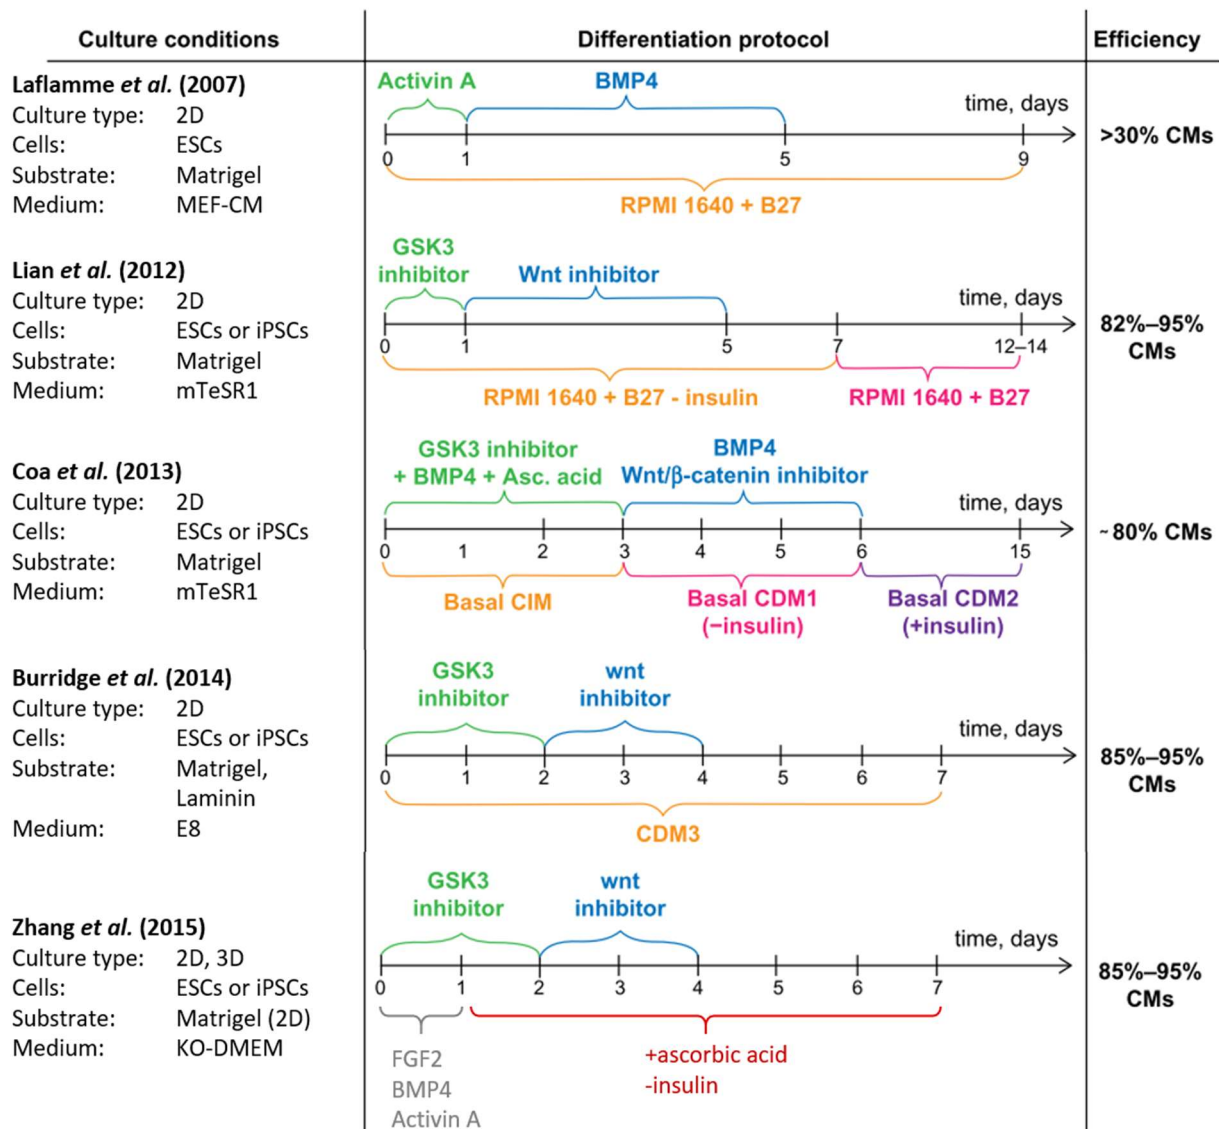 Culture conditions
Differentiation protocol
Efficiency
Laflamme et al. (2007)
Culture type: 2D
Cells: ESCs
Substrate: Matrigel
Medium: MEF-CM
Activin A
BMP4
time, days
0 1 5 9
RPMI 1640 + B27
>30% CMs
Lian et al. (2012)
Culture type: 2D
Cells: ESCs or iPSCs
Substrate: Matrigel
Medium: mTeSR1
GSK3
inhibitor
Wnt inhibitor
time, days
0 1 5 7 12–14
RPMI 1640 + B27 - insulin
RPMI 1640 + B27
82%–95%
CMs
Coa et al. (2013)
Culture type: 2D
Cells: ESCs or iPSCs
Substrate: Matrigel
Medium: mTeSR1
GSK3 inhibitor
+ BMP4 + Asc. acid
BMP4
Wnt/β-catenin inhibitor
time, days
0 1 2 3 4 5 6 15
Basal CIM
Basal CDM1
(−insulin)
Basal CDM2
(+insulin)
~80% CMs
Burridge et al. (2014)
Culture type: 2D
Cells: ESCs or iPSCs
Substrate: Matrigel,
Laminin
Medium: E8
GSK3
inhibitor
wnt
inhibitor
time, days
0 1 2 3 4 5 6 7
CDM3
85%–95%
CMs
Zhang et al. (2015)
Culture type: 2D, 3D
Cells: ESCs or iPSCs
Substrate: Matrigel (2D)
Medium: KO-DMEM
GSK3
inhibitor
wnt
inhibitor
time, days
0 1 2 3 4 5 6 7
FGF2
BMP4
Activin A
+ascorbic acid
-insulin
85%–95%
CMs